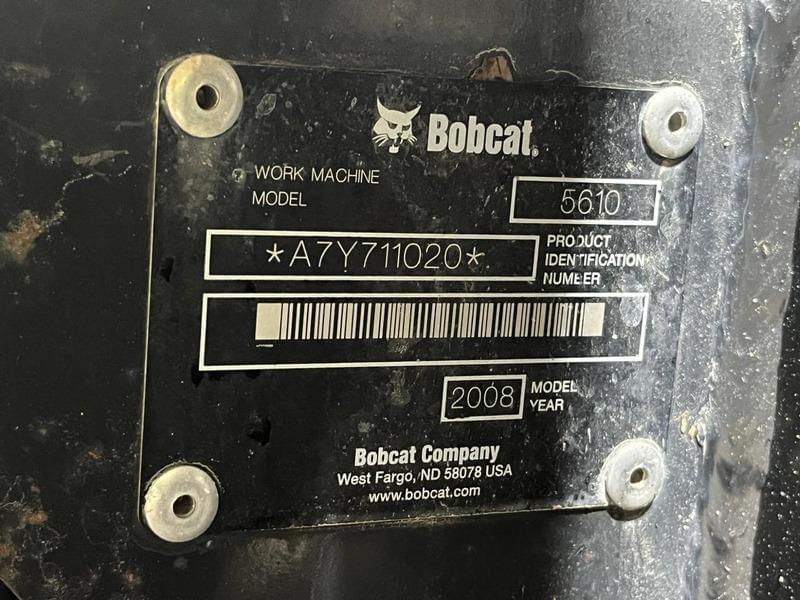 Bobcat®
WORK MACHINE
MODEL
5610
*A7Y711020*
PRODUCT
IDENTIFICATION
NUMBER
2008
MODEL
YEAR
Bobcat Company
West Fargo, ND 58078 USA
www.bobcat.com